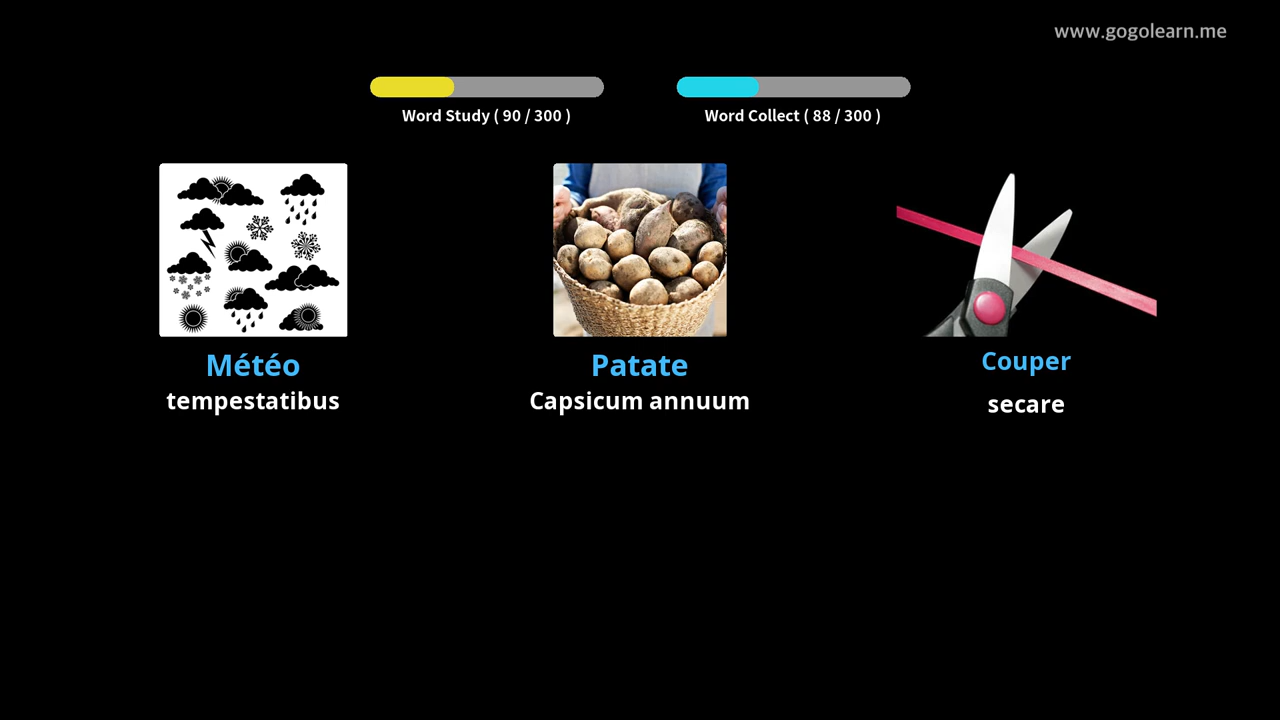 www.gogolearn.me
Word Study ( 90 / 300 )
Word Collect ( 88 / 300 )
Météo
tempestatibus
Patate
Capsicum annuum
Couper
secare